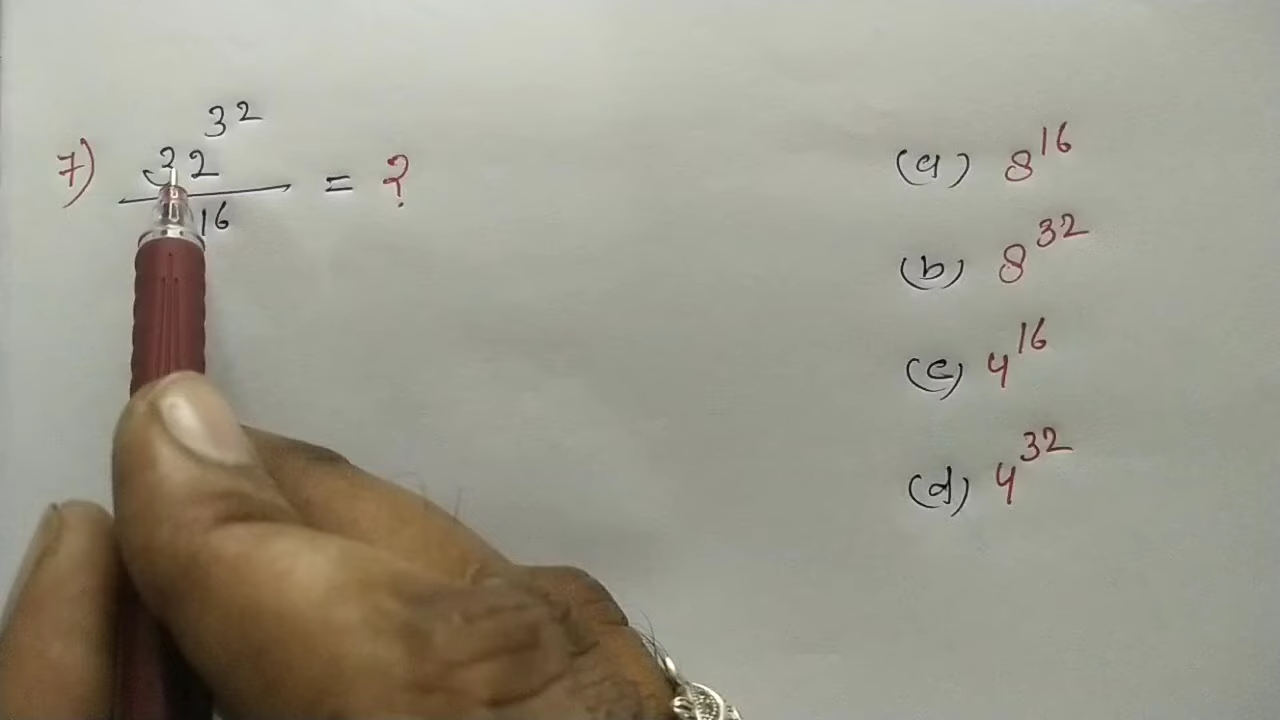 7) 32^32 / ^16 = ?
(a) 8^16
(b) 8^32
(c) 4^16
(d) 4^32